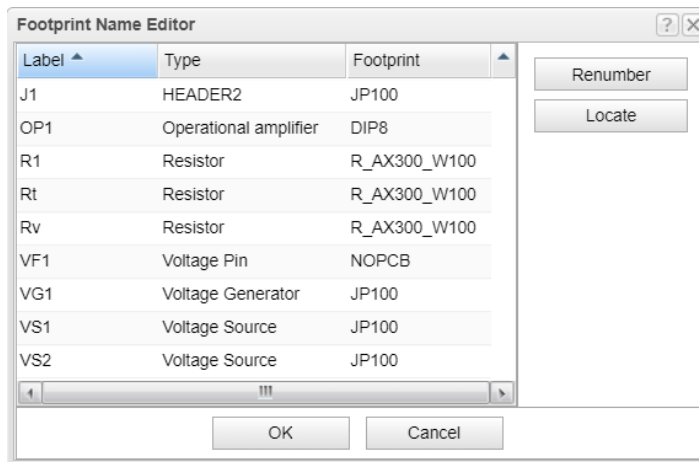 Footprint Name Editor
Label Type Footprint
J1 HEADER2 JP100
OP1 Operational amplifier DIP8
R1 Resistor R_AX300_W100
Rt Resistor R_AX300_W100
Rv Resistor R_AX300_W100
VF1 Voltage Pin NOPCB
VG1 Voltage Generator JP100
VS1 Voltage Source JP100
VS2 Voltage Source JP100
Renumber
Locate
OK Cancel